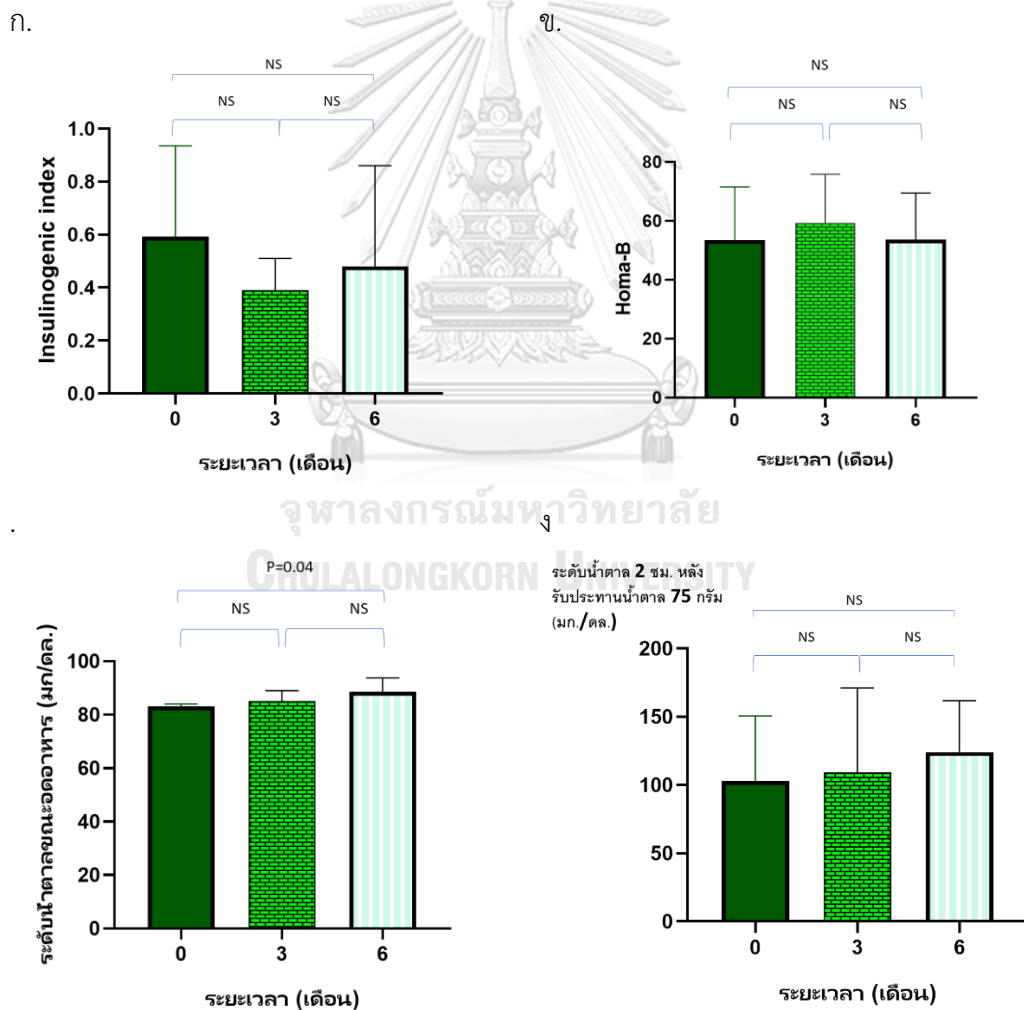 ก.
ข.
NS
NS NS
1.0
0.8
0.6
0.4
0.2
0.0
Insulinogenic index
0 3 6
ระยะเวลา (เดือน)
NS
NS NS
80
60
40
20
0
Homa-B
0 3 6
ระยะเวลา (เดือน)
จุฬาลงกรณ์มหาวิทยาลัย
CHULALONGKORN UNIVERSITY
.
ง
P=0.04
NS NS
100
80
60
40
20
0
ระดับน้ำตาลขณะอดอาหาร (มก/ดล.)
0 3 6
ระยะเวลา (เดือน)
ระดับน้ำตาล 2 ชม. หลัง
รับประทานน้ำตาล 75 กรัม
(มก./ดล.)
NS
NS NS
200
150
100
50
0
0 3 6
ระยะเวลา (เดือน)